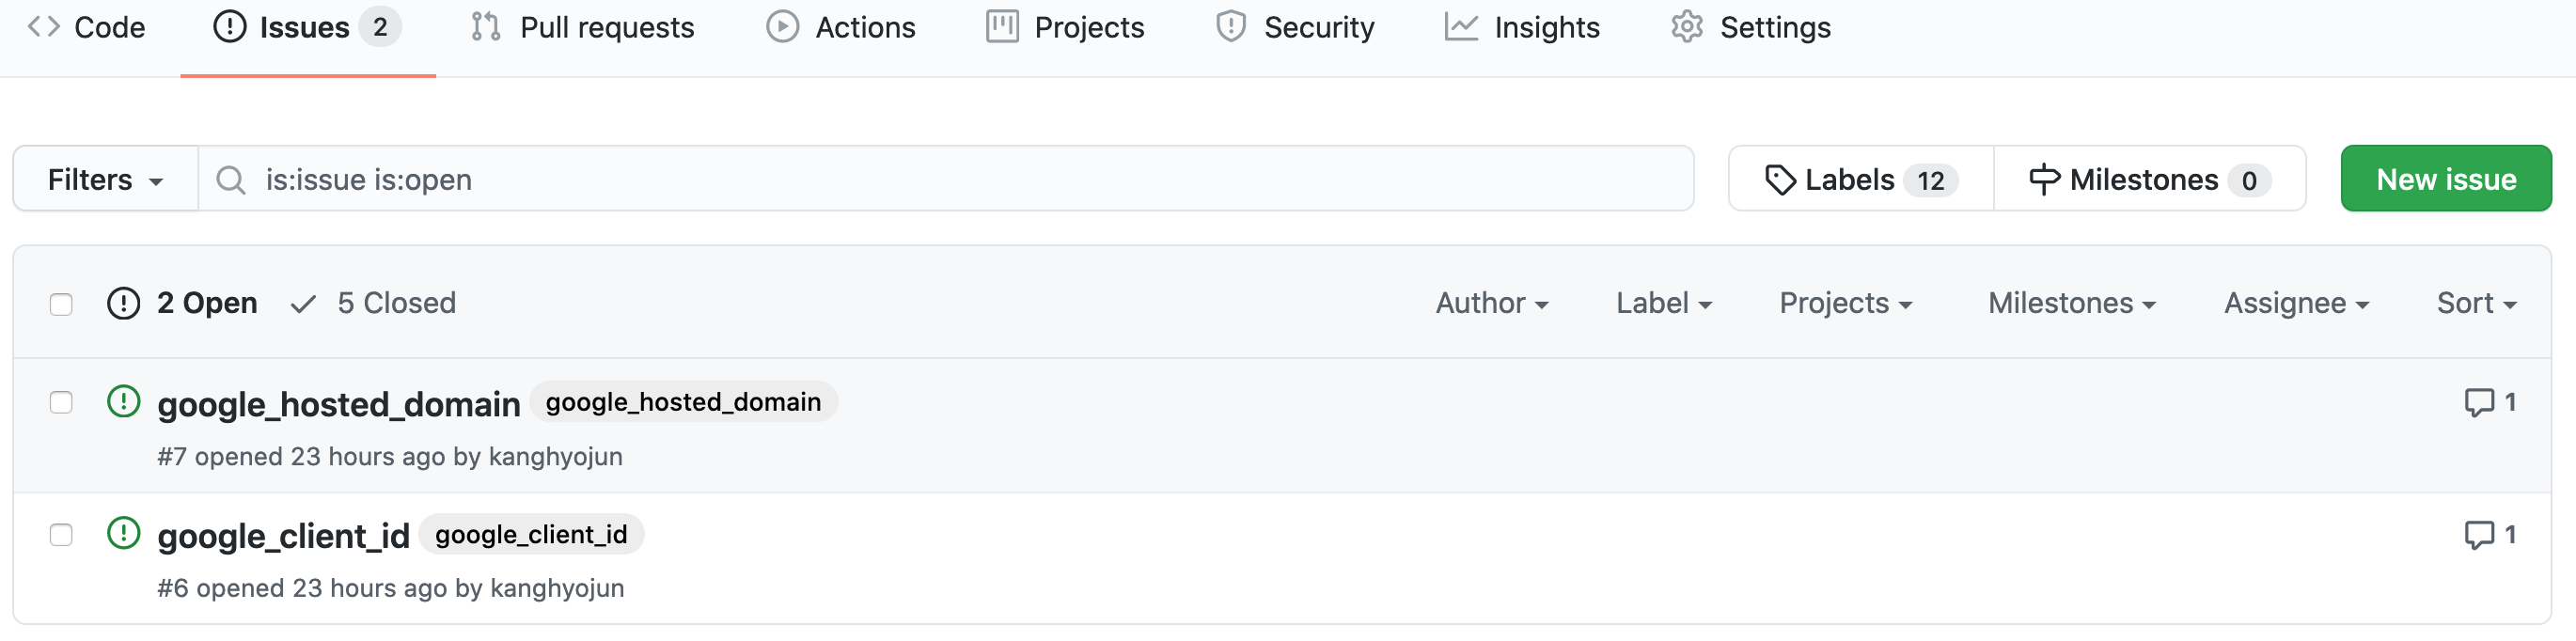 Code Issues 2 Pull requests Actions Projects Security Insights Settings
Filters is:issue is:open Labels 12 Milestones 0 New issue
2 Open 5 Closed Author Label Projects Milestones Assignee Sort
google_hosted_domain google_hosted_domain 1
#7 opened 23 hours ago by kanghyojun
google_client_id google_client_id 1
#6 opened 23 hours ago by kanghyojun